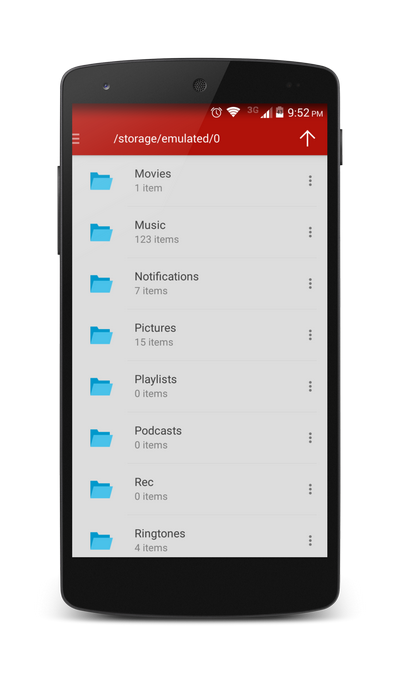 3G 9:52 PM
/storage/emulated/0
Movies
1 item
Music
123 items
Notifications
7 items
Pictures
15 items
Playlists
0 items
Podcasts
0 items
Rec
0 items
Ringtones
4 items